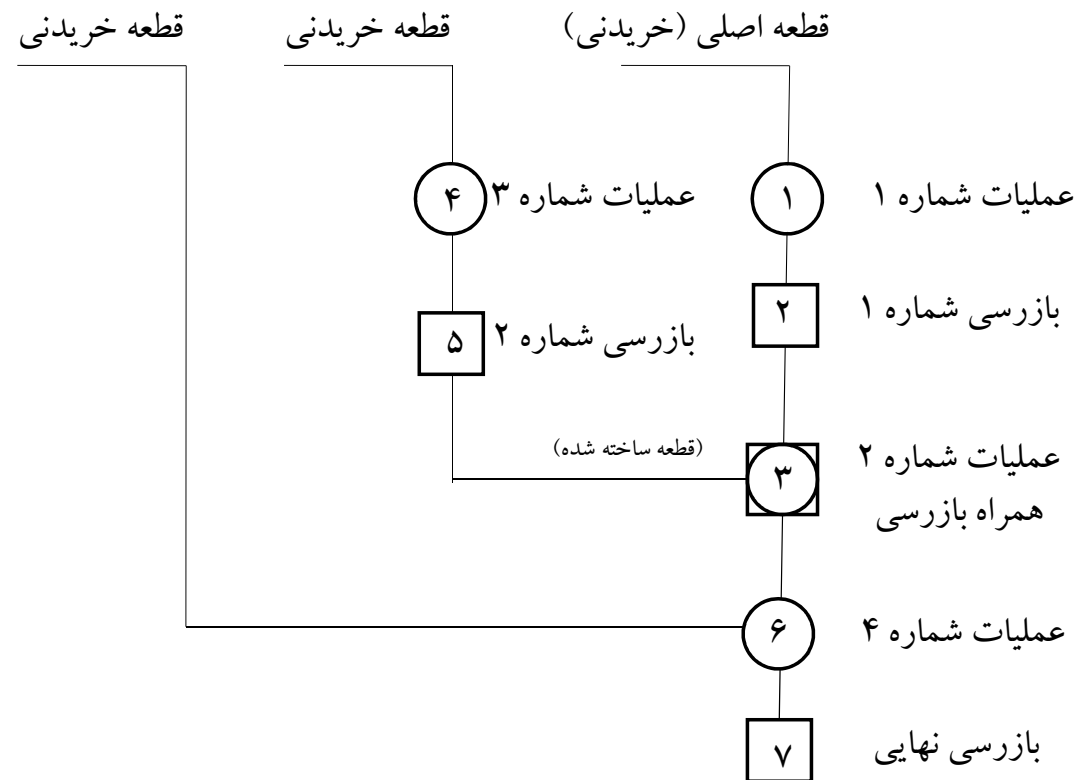 قطعه اصلی (خریدنی)
قطعه خریدنی
قطعه خریدنی
عملیات شماره ۱
۱
عملیات شماره ۳
۴
بازرسی شماره ۱
۲
بازرسی شماره ۲
۵
عملیات شماره ۲
همراه بازرسی
۳
(قطعه ساخته شده)
عملیات شماره ۴
۶
بازرسی نهایی
۷